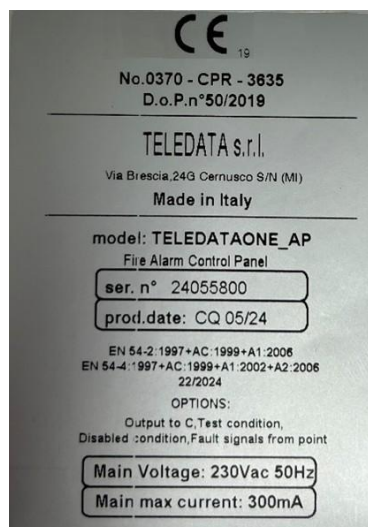 CE
19
No.0370 - CPR - 3635
D.o.P.n°50/2019
TELEDATA s.r.l.
Via Brescia,24G Cernusco S/N (MI)
Made in Italy
model: TELEDATAONE_AP
Fire Alarm Control Panel
ser. n° 24055800
prod.date: CQ 05/24
EN 54-2:1997+AC:1999+A1:2006
EN 54-4:1997+AC:1999+A1:2002+A2:2006
22/2024
OPTIONS:
Output to C,Test condition,
Disabled condition,Fault signals from point
Main Voltage: 230Vac 50Hz
Main max current: 300mA